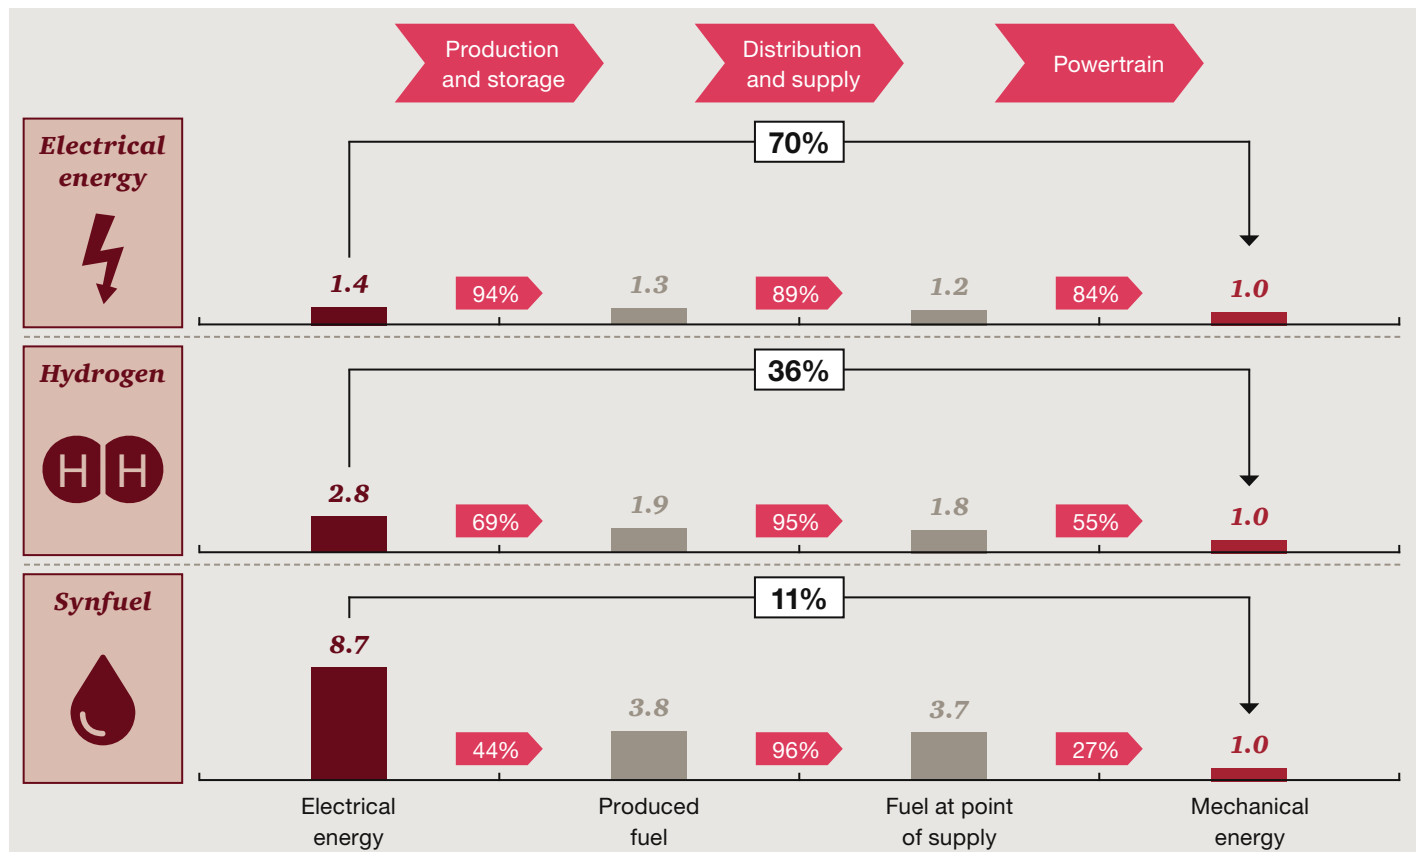 Production
and storage
Distribution
and supply
Powertrain
Electrical
energy
70%
1.4
94%
1.3
89%
1.2
84%
1.0
Hydrogen
H H
36%
2.8
69%
1.9
95%
1.8
55%
1.0
Synfuel
11%
8.7
44%
3.8
96%
3.7
27%
1.0
Electrical
energy
Produced
fuel
Fuel at point
of supply
Mechanical
energy